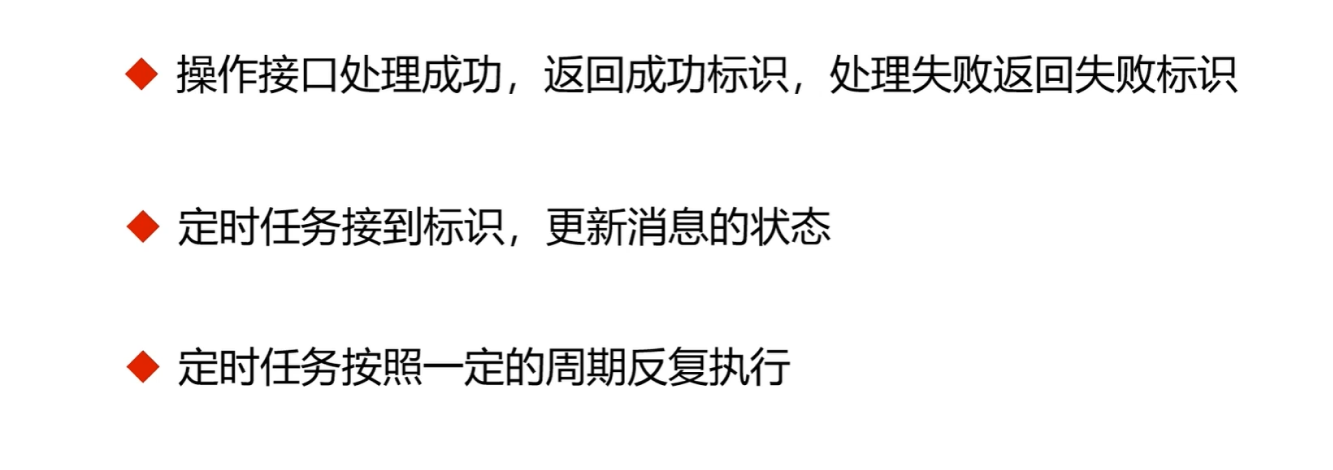 操作接口处理成功，返回成功标识，处理失败返回失败标识
定时任务接到标识，更新消息的状态
定时任务按照一定的周期反复执行